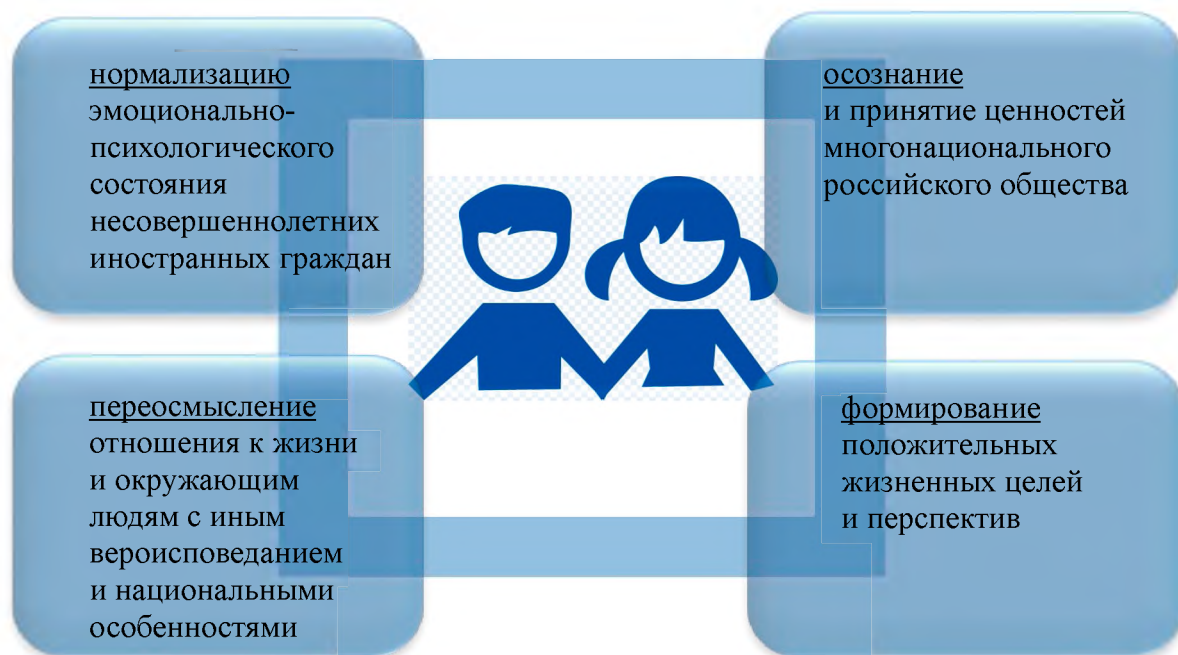 нормализацию
эмоционально-
психологического
состояния
несовершеннолетних
иностранных граждан
осознание
и принятие ценностей
многонационального
российского общества
переосмысление
отношения к жизни
и окружающим
людям с иным
вероисповеданием
и национальными
особенностями
формирование
положительных
жизненных целей
и перспектив